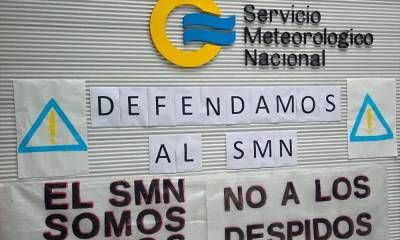 Servicio
Meteorológico
Nacional
DEFENDAMOS
AL SMN
EL SMN
SOMOS
NO A LOS
DESPIDOS